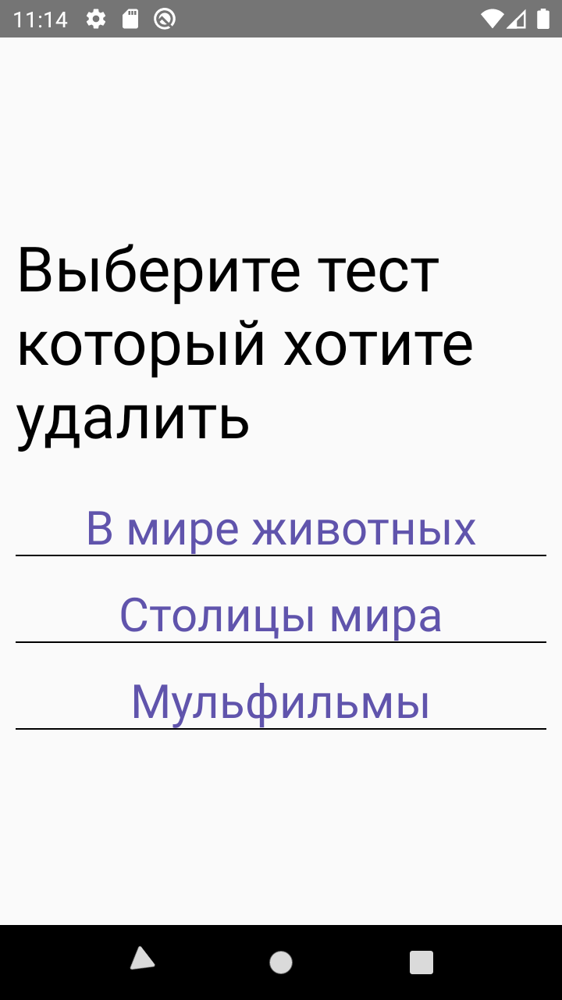 11:14
Выберите тест
который хотите
удалить
В мире животных
Столицы мира
Мульфильмы